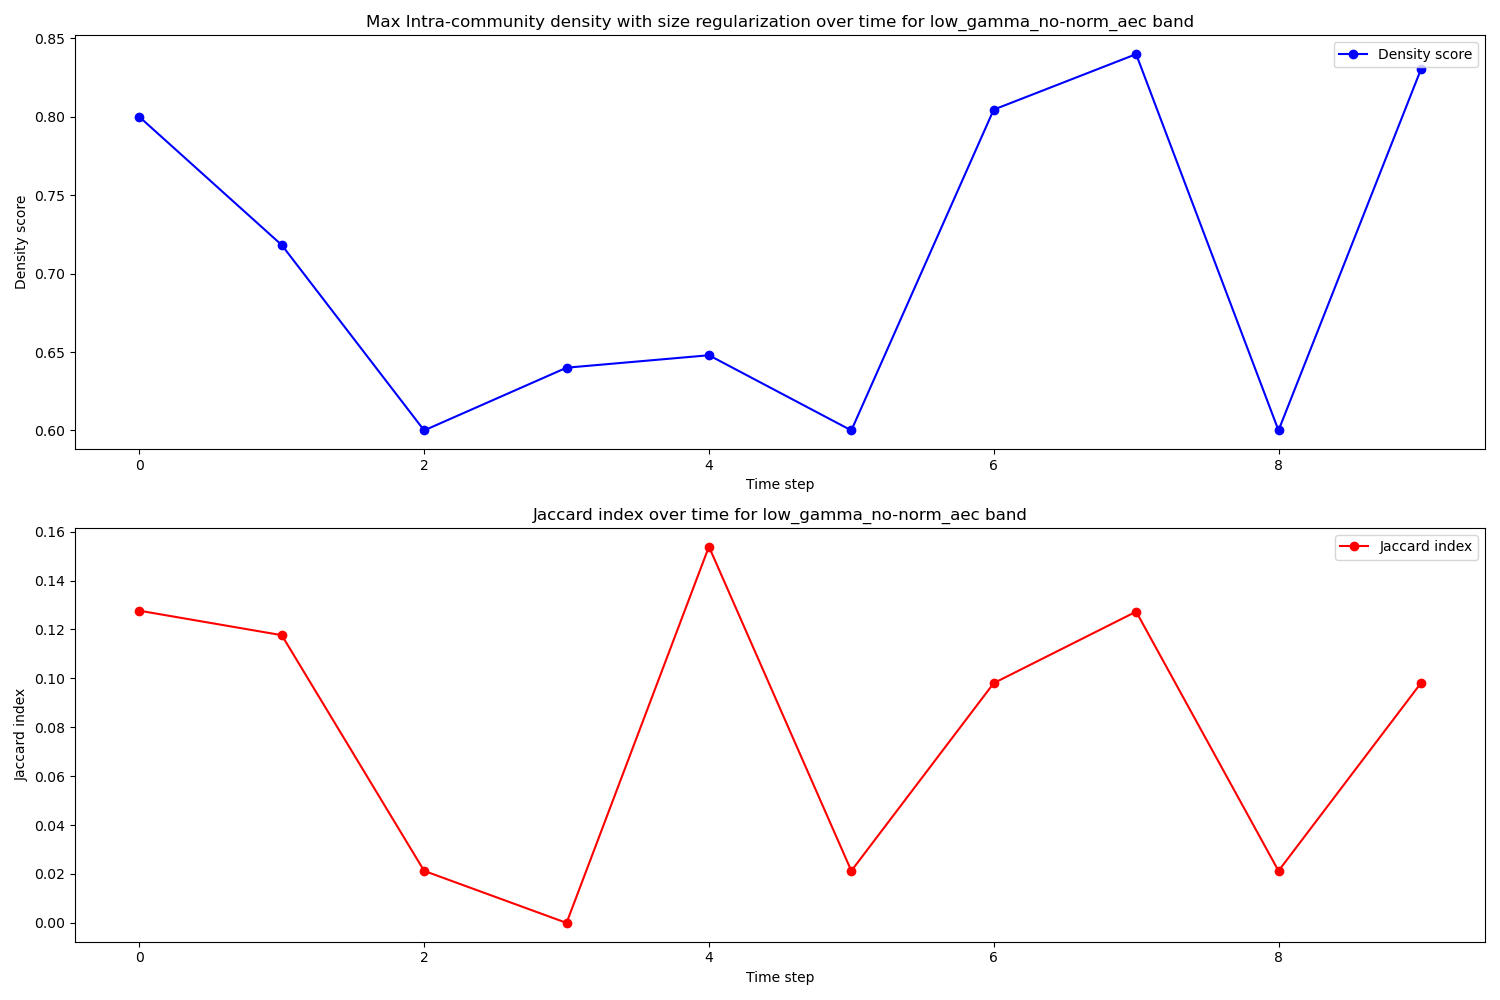 Max Intra-community density with size regularization over time for low_gamma_no-norm_aec band
Density score
0.85
0.80
0.75
0.70
0.65
0.60
Density score
0 2 4 6 8
Time step
Jaccard index over time for low_gamma_no-norm_aec band
Jaccard index
0.16
0.14
0.12
0.10
0.08
0.06
0.04
0.02
0.00
Jaccard index
0 2 4 6 8
Time step